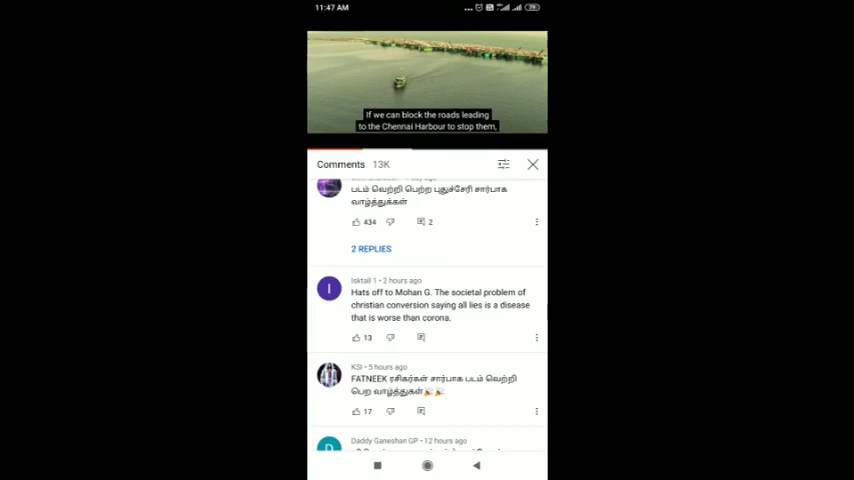 11:47 AM
If we can block the roads leading
to the Chennai Harbour to stop them,
Comments 13K
படம் வெற்றி பெற்ற புதுச்சேரி சார்பாக
வாழ்த்துக்கள்
434 2
2 REPLIES
Isktall 1 • 2 hours ago
Hats off to Mohan G. The societal problem of
christian conversion saying all lies is a disease
that is worse than corona.
13
KSI • 5 hours ago
FATNEEK ரசிகர்கள் சார்பாக படம் வெற்றி
பெற வாழ்த்துகள்🎉🎉
17
Daddy Ganeshan GP • 12 hours ago